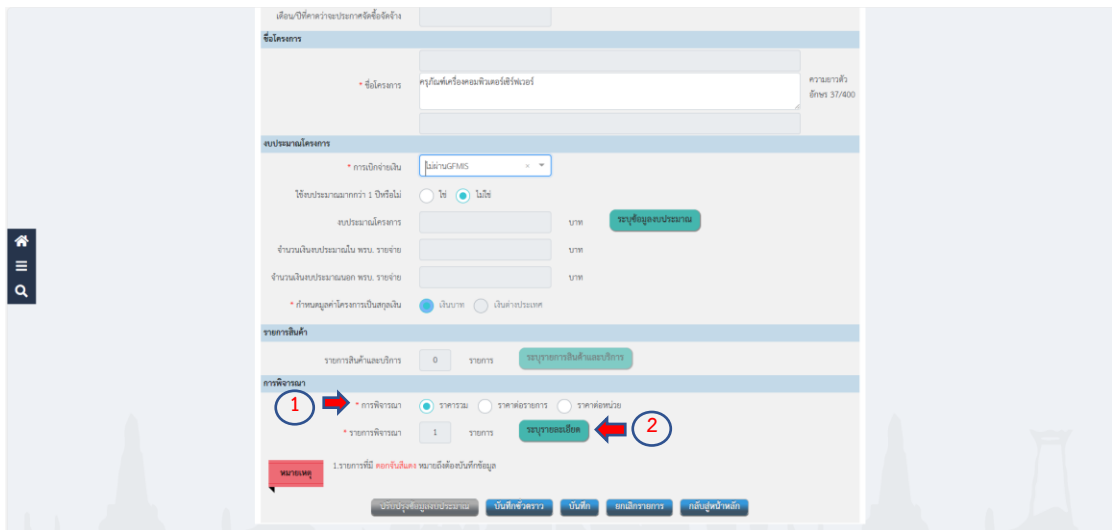 เดือน/ปีที่คาดว่าจะประกาศจัดซื้อจัดจ้าง
ชื่อโครงการ
* ชื่อโครงการ ครุภัณฑ์เครื่องคอมพิวเตอร์เซิร์ฟเวอร์ ความยาวตัว
อักษร 37/400
งบประมาณโครงการ
* การเบิกจ่ายเงิน ไม่ผ่านGFMIS ×
ใช้งบประมาณมากกว่า 1 ปีหรือไม่ ใช่ ไม่ใช่
งบประมาณโครงการ บาท ระบุข้อมูลงบประมาณ
จำนวนเงินงบประมาณใน พรบ. รายจ่าย บาท
จำนวนเงินงบประมาณนอก พรบ. รายจ่าย บาท
* กำหนดมูลค่าโครงการเป็นสกุลเงิน เงินบาท เงินต่างประเทศ
รายการสินค้า
รายการสินค้าและบริการ 0 รายการ ระบุรายการสินค้าและบริการ
การพิจารณา
1 * การพิจารณา ราคารวม ราคาต่อรายการ ราคาต่อหน่วย
* รายการพิจารณา 1 รายการ ระบุรายละเอียด 2
หมายเหตุ 1.รายการที่มี ดอกจันสีแดง หมายถึงต้องบันทึกข้อมูล
ปรับปรุงข้อมูลงบประมาณ บันทึกชั่วคราว บันทึก ยกเลิกรายการ กลับสู่หน้าหลัก